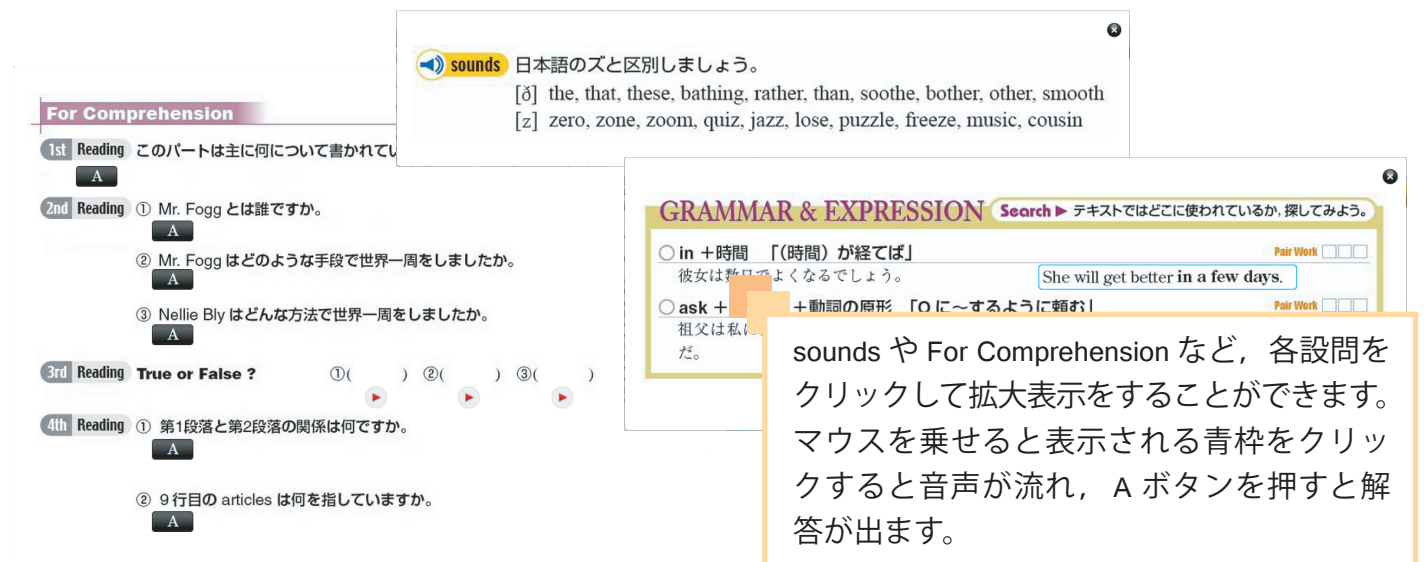 sounds 日本語のズと区別しましょう。
[ð] the, that, these, bathing, rather, than, soothe, bother, other, smooth
[z] zero, zone, zoom, quiz, jazz, lose, puzzle, freeze, music, cousin
For Comprehension
1st Reading このパートは主に何について書かれてい
A
2nd Reading ① Mr. Fogg とは誰ですか。
A
② Mr. Fogg はどのような手段で世界一周をしましたか。
A
③ Nellie Bly はどんな方法で世界一周をしましたか。
A
3rd Reading True or False ? ①( ) ②( ) ③( )
4th Reading ① 第1段落と第2段落の関係は何ですか。
A
② 9行目の articles は何を指していますか。
A
GRAMMAR & EXPRESSION Search ▶ テキストではどこに使われているか, 探してみよう。
○ in +時間 「(時間) が経てば」 Pair Work
彼女は数日でよくなるでしょう。 She will get better in a few days.
○ ask + +動詞の原形 「O に~するように頼む」 Pair Work
祖父は私に
だ。
sounds や For Comprehension など, 各設問を
クリックして拡大表示をすることができます。
マウスを乗せると表示される青枠をクリッ
クすると音声が流れ, A ボタンを押すと解
答が出ます。